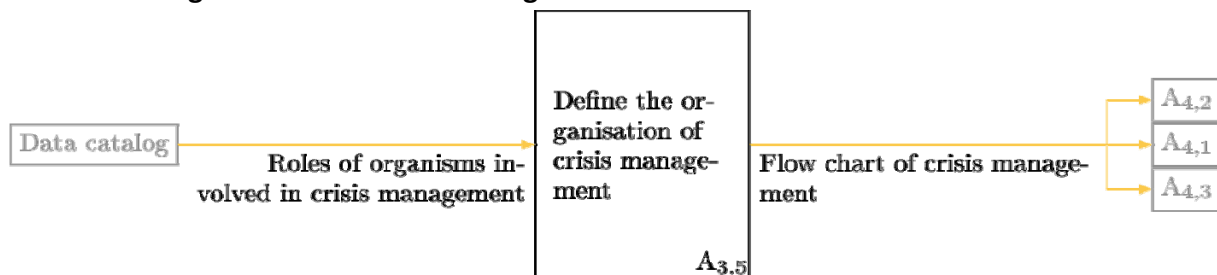 Data catalog
Roles of organisms in-
volved in crisis management
Define the or-
ganisation of
crisis manage-
ment
A3.5
Flow chart of crisis manage-
ment
A4,2
A4,1
A4,3